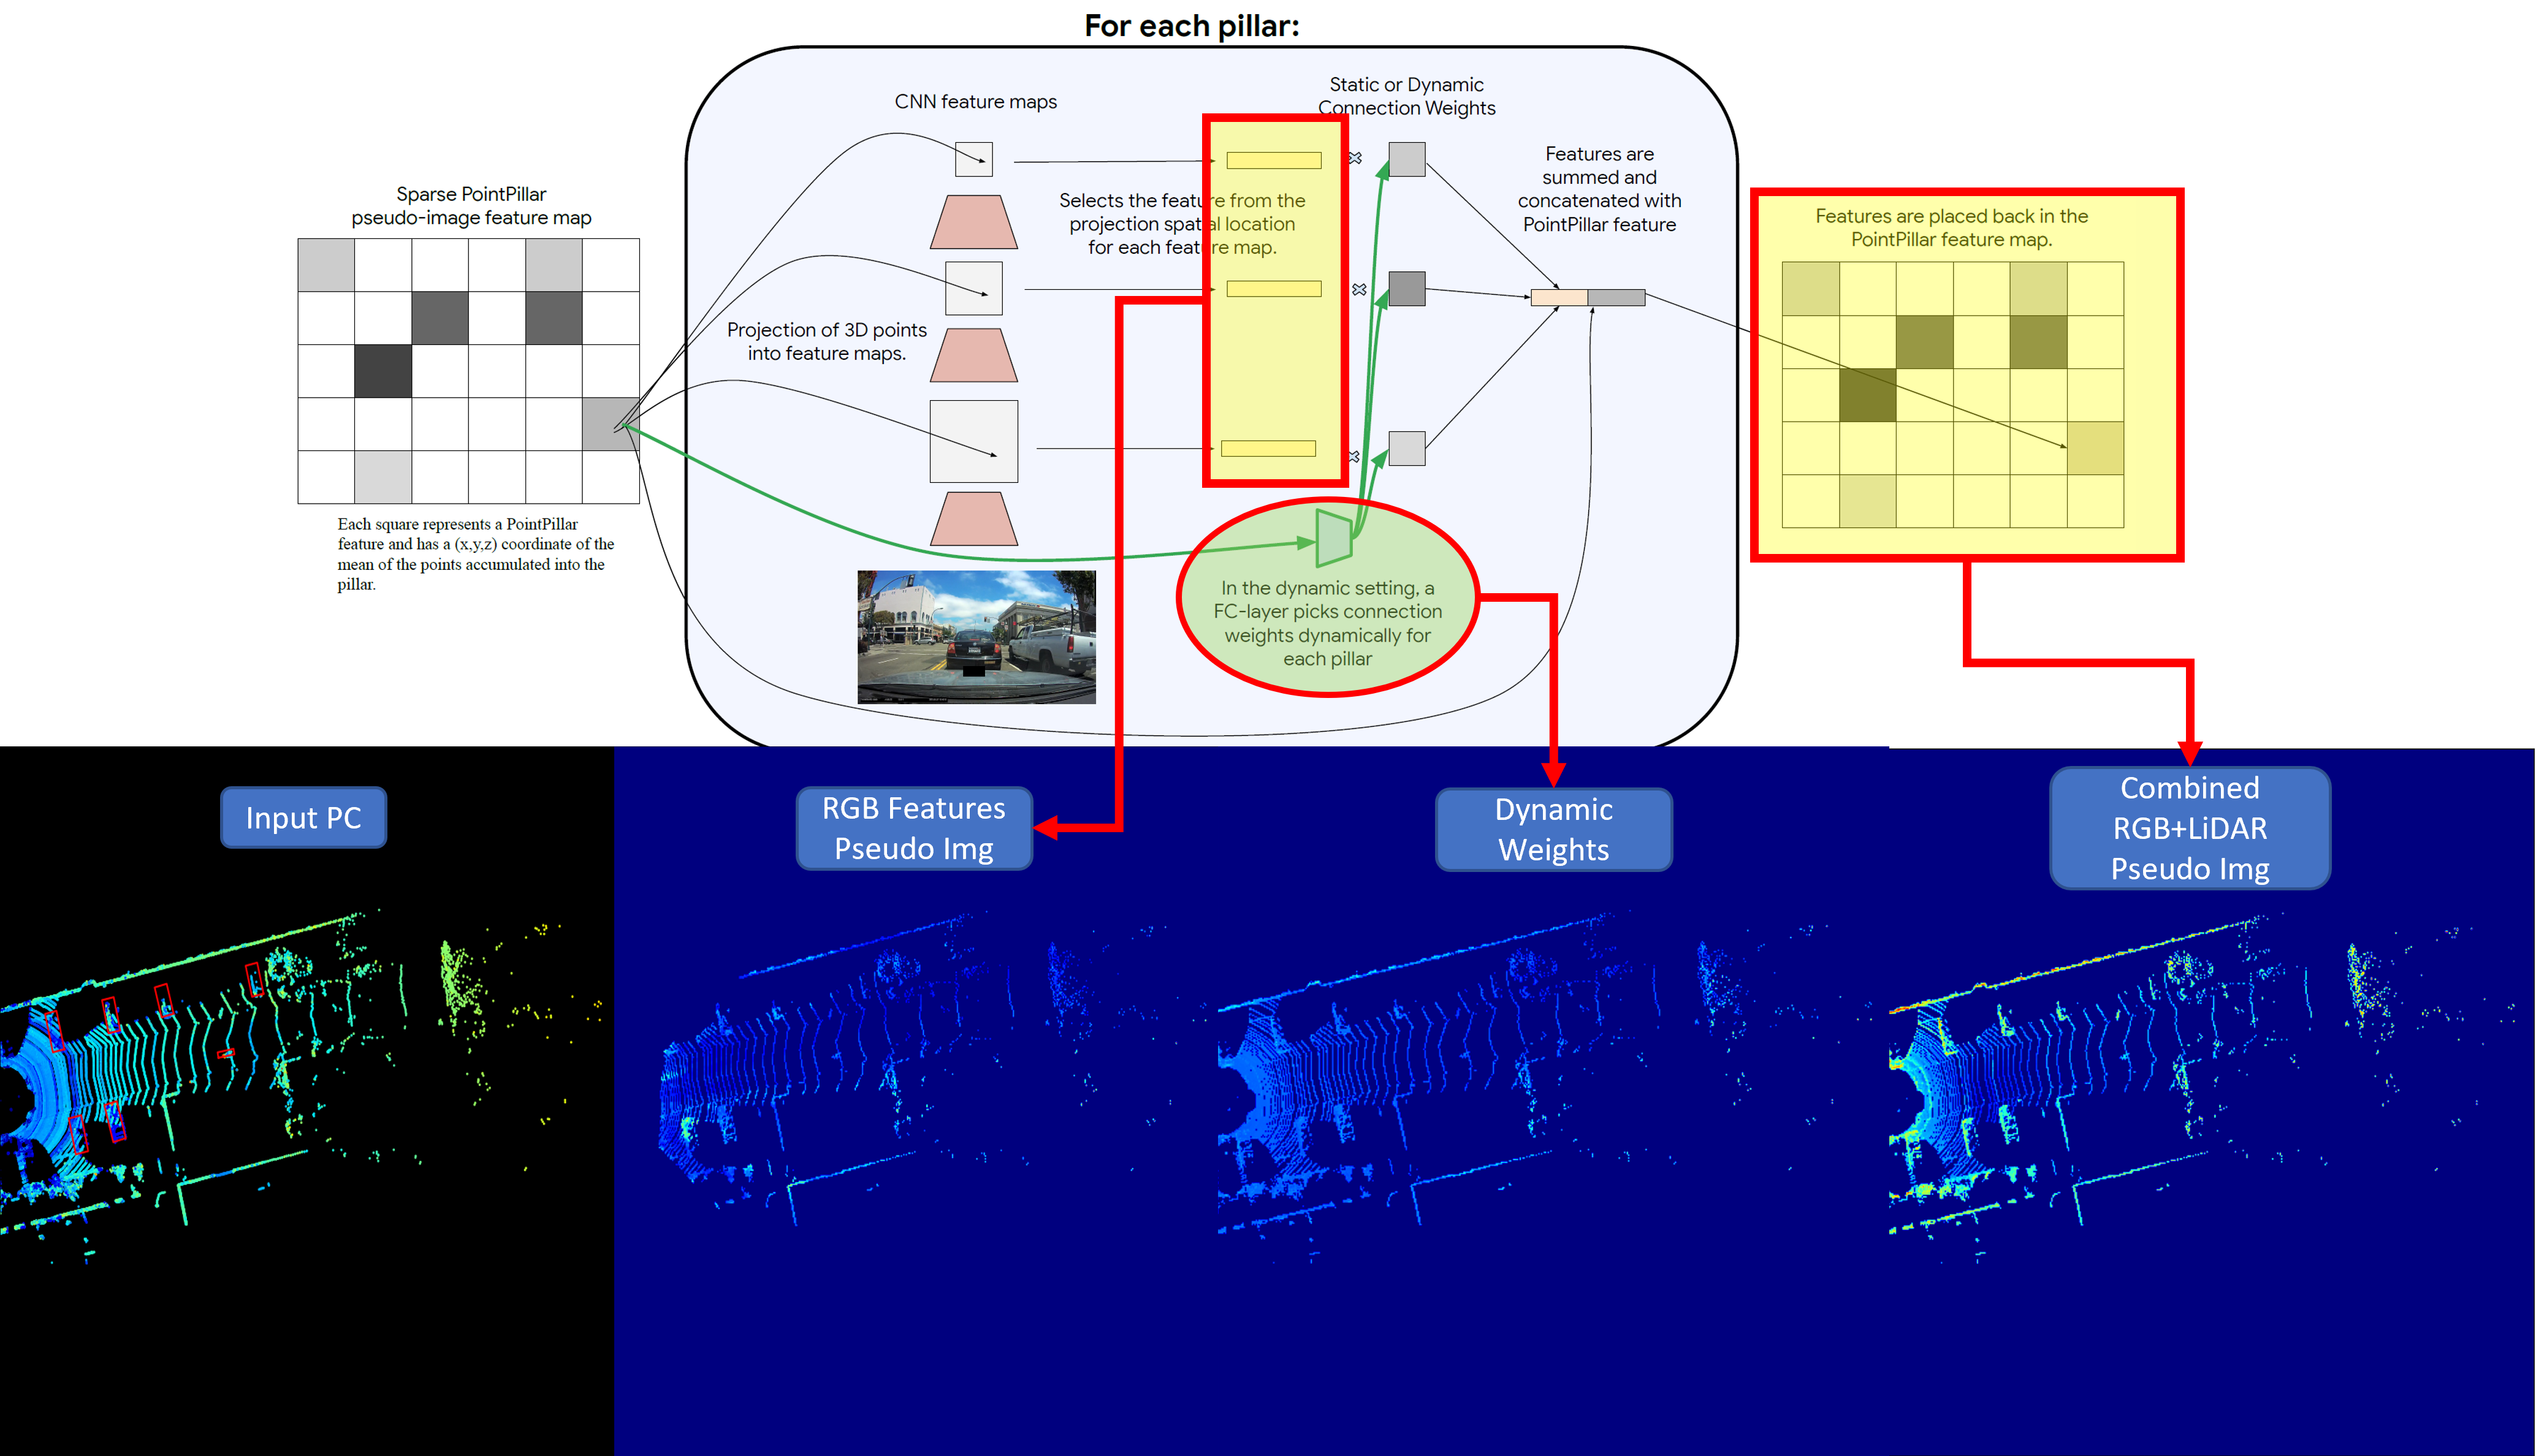 For each pillar:
CNN feature maps
Static or Dynamic
Connection Weights
Features are
summed and
concatenated with
PointPillar feature
Sparse PointPillar
pseudo-image feature map
Selects the feature from the
projection spatial location
for each feature map.
Features are placed back in the
PointPillar feature map.
Projection of 3D points
into feature maps.
Each square represents a PointPillar
feature and has a (x,y,z) coordinate of the
mean of the points accumulated into the
pillar.
In the dynamic setting, a
FC-layer picks connection
weights dynamically for
each pillar
Input PC
RGB Features
Pseudo Img
Dynamic
Weights
Combined
RGB+LiDAR
Pseudo Img